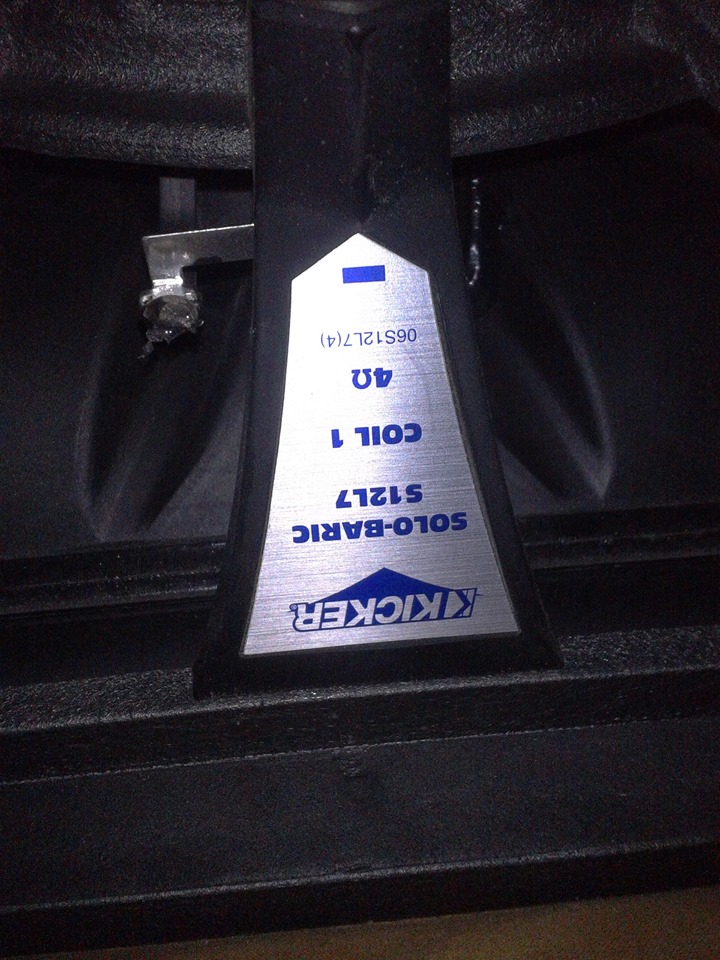 KICKER®
SOLO-BARIC
S12L7
COIL 1
4Ω
06S12L7(4)